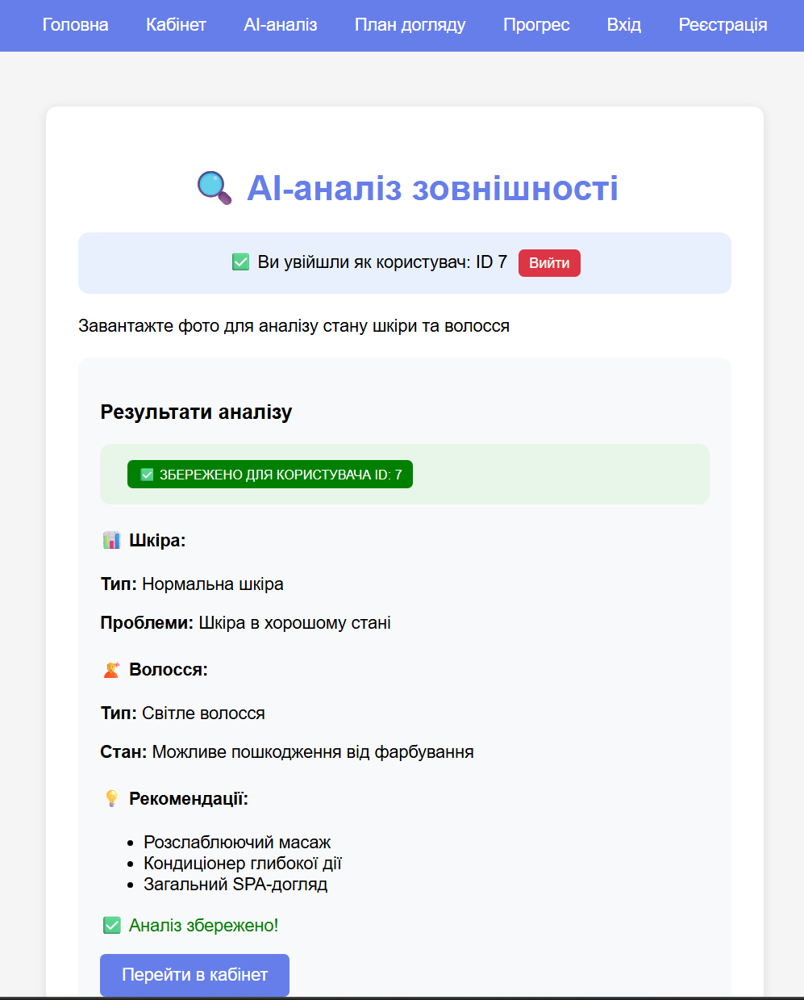 Головна Кабінет AI-аналіз План догляду Прогрес Вхід Реєстрація
AI-аналіз зовнішності
Ви увійшли як користувач: ID 7 Вийти
Завантажте фото для аналізу стану шкіри та волосся
Результати аналізу
ЗБЕРЕЖЕНО ДЛЯ КОРИСТУВАЧА ID: 7
Шкіра:
Тип: Нормальна шкіра
Проблеми: Шкіра в хорошому стані
Волосся:
Тип: Світле волосся
Стан: Можливе пошкодження від фарбування
Рекомендації:
• Розслаблюючий масаж
• Кондиціонер глибокої дії
• Загальний SPA-догляд
Аналіз збережено!
Перейти в кабінет